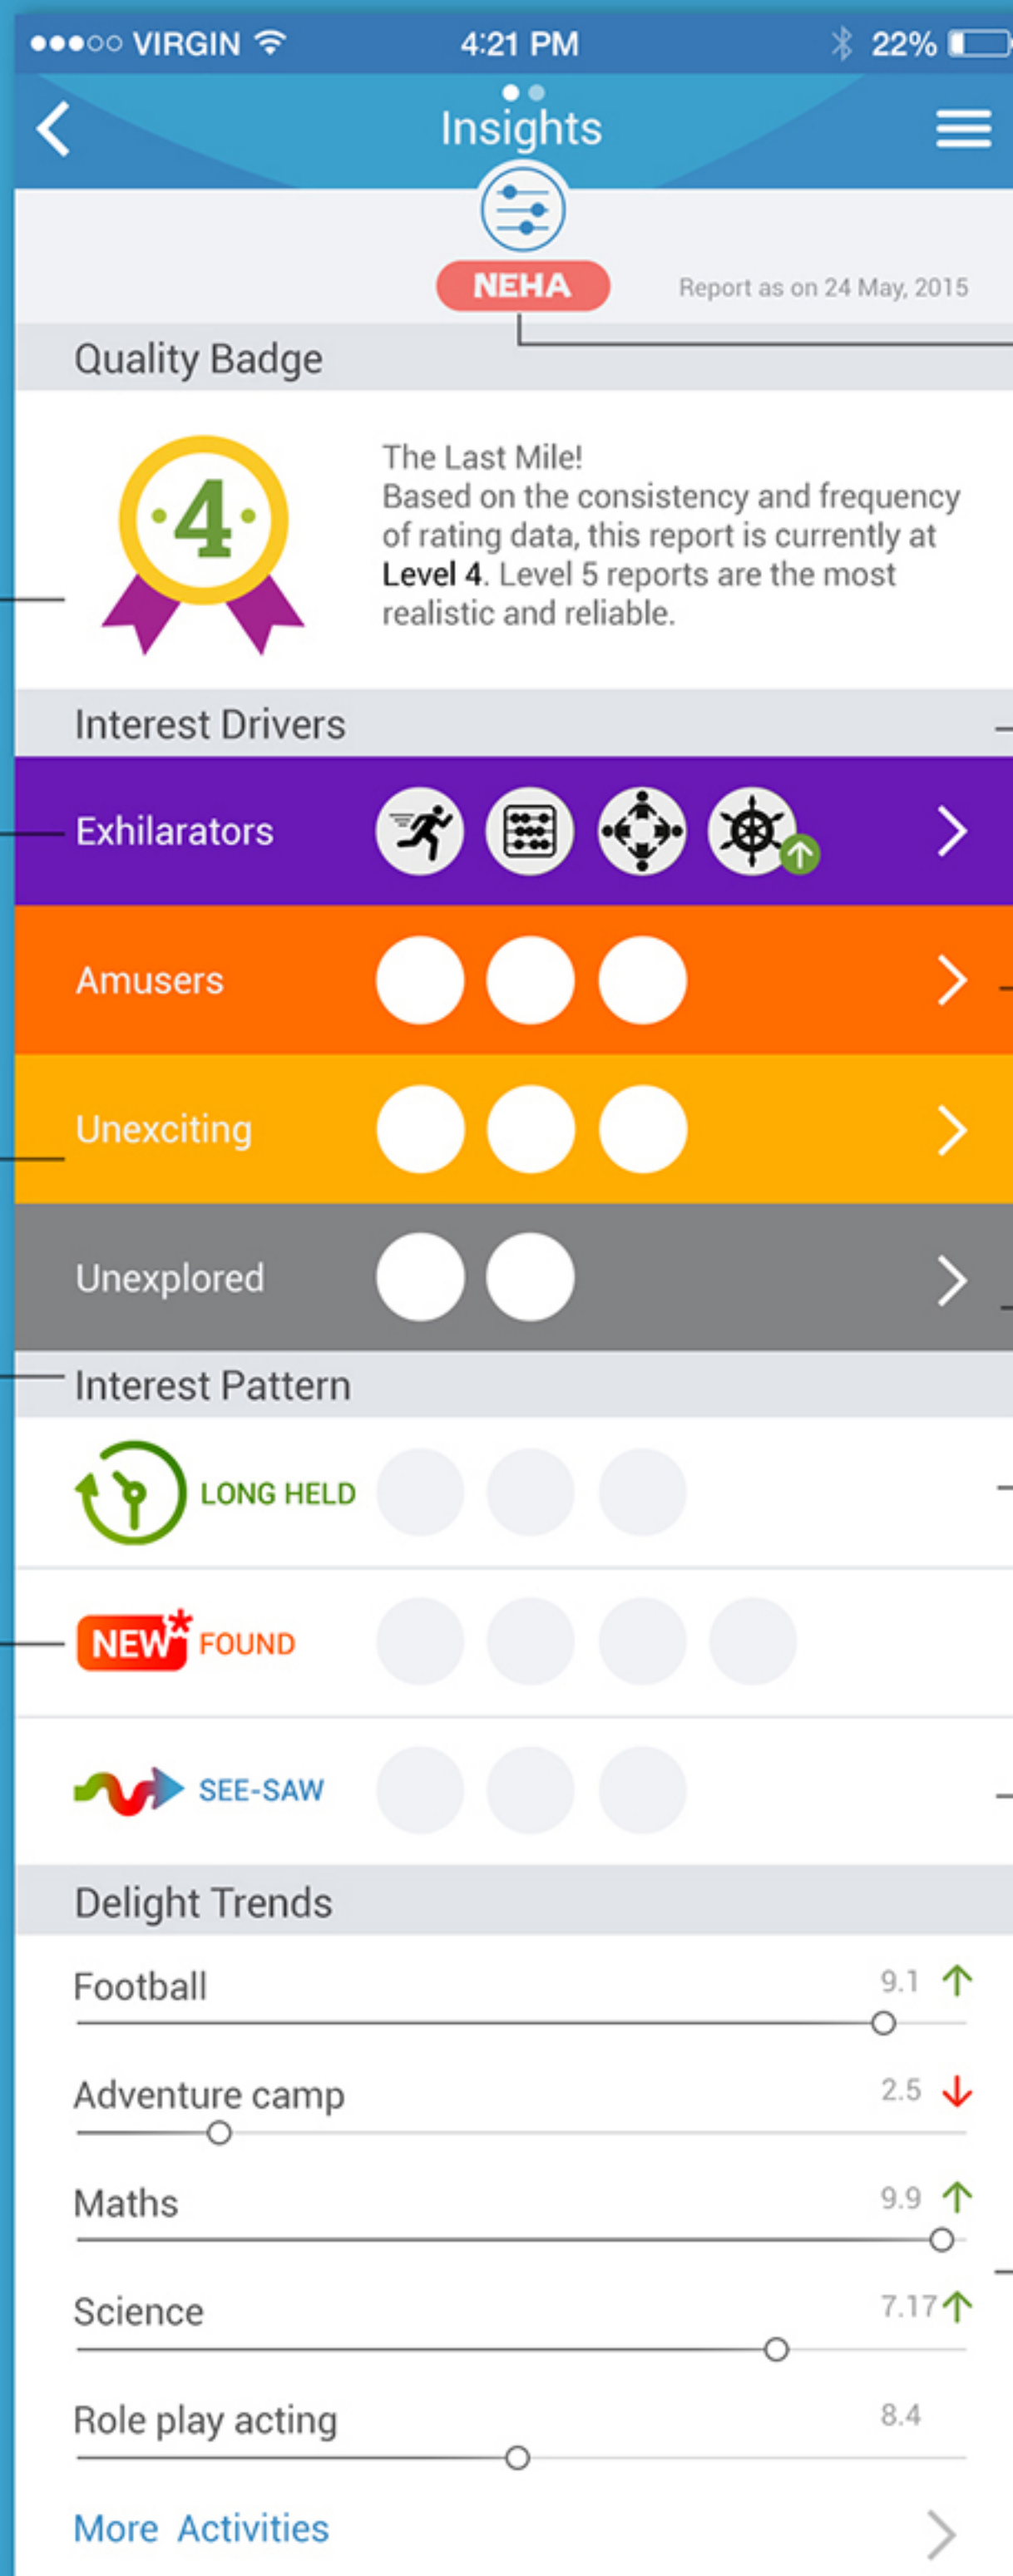 VIRGIN 4:21 PM 22%
Insights
NEHA Report as on 24 May, 2015
Quality Badge
4
The Last Mile!
Based on the consistency and frequency
of rating data, this report is currently at
Level 4. Level 5 reports are the most
realistic and reliable.
Interest Drivers
Exhilarators
Amusers
Unexciting
Unexplored
Interest Pattern
LONG HELD
NEW* FOUND
SEE-SAW
Delight Trends
Football 9.1
Adventure camp 2.5
Maths 9.9
Science 7.17
Role play acting 8.4
More Activities